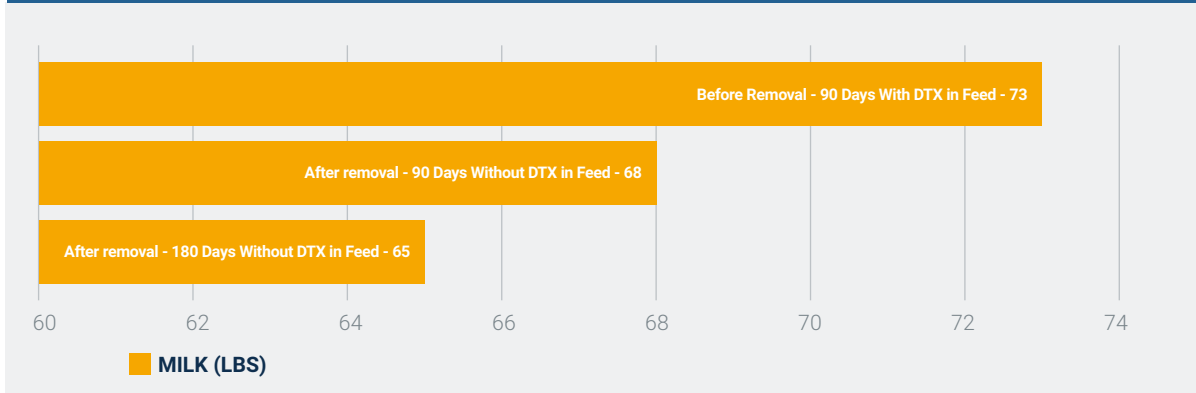 Before Removal - 90 Days With DTX in Feed - 73
After removal - 90 Days Without DTX in Feed - 68
After removal - 180 Days Without DTX in Feed - 65
60 62 64 66 68 70 72 74
MILK (LBS)